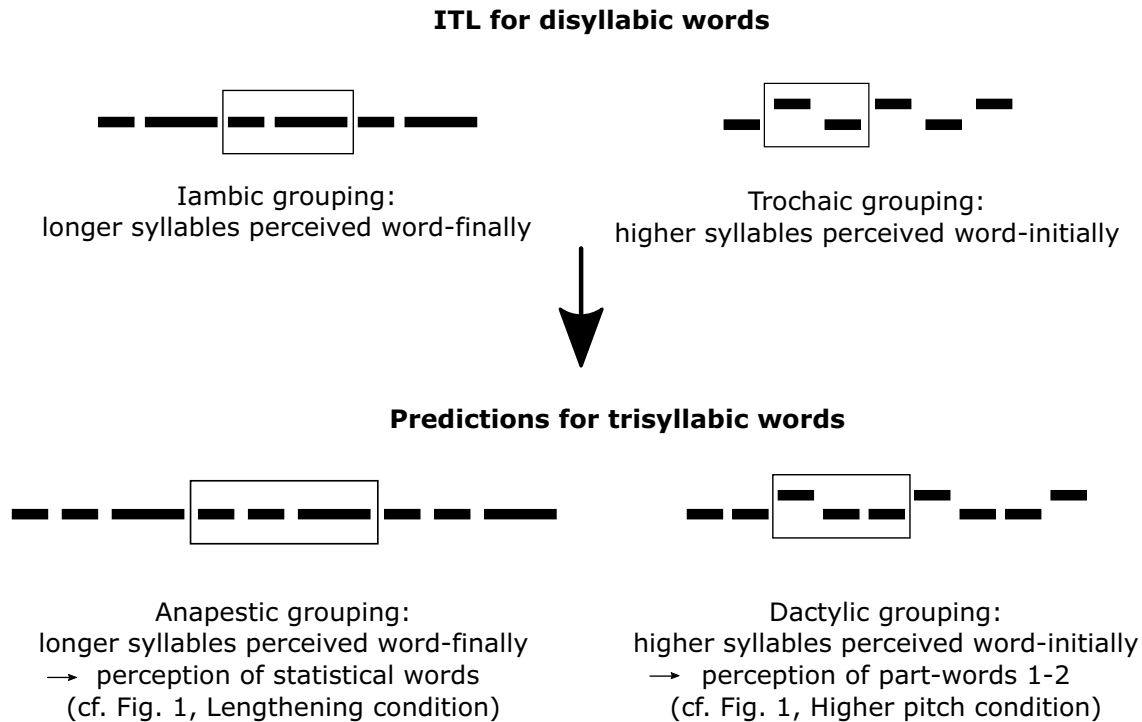 ITL for disyllabic words
Iambic grouping:
longer syllables perceived word-finally
Trochaic grouping:
higher syllables perceived word-initially
Predictions for trisyllabic words
Anapestic grouping:
longer syllables perceived word-finally
→ perception of statistical words
(cf. Fig. 1, Lengthening condition)
Dactylic grouping:
higher syllables perceived word-initially
→ perception of part-words 1-2
(cf. Fig. 1, Higher pitch condition)